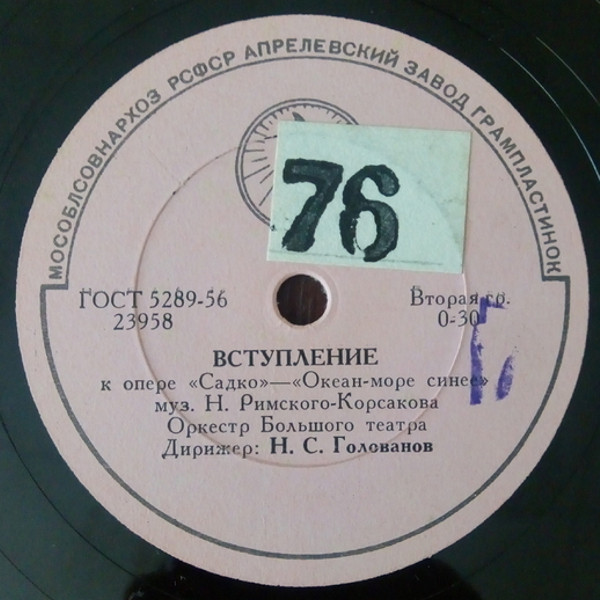 МОСОБЛСОВНАРХОЗ РСФСР АПРЕЛЕВСКИЙ ЗАВОД ГРАМПЛАСТИНОК
76
ГОСТ 5289-56
23958
Вторая гр.
0-30
ВСТУПЛЕНИЕ
к опере «Садко»—«Океан-море синее»
муз. Н. Римского-Корсакова
Оркестр Большого театра
Дирижер: Н. С. Голованов